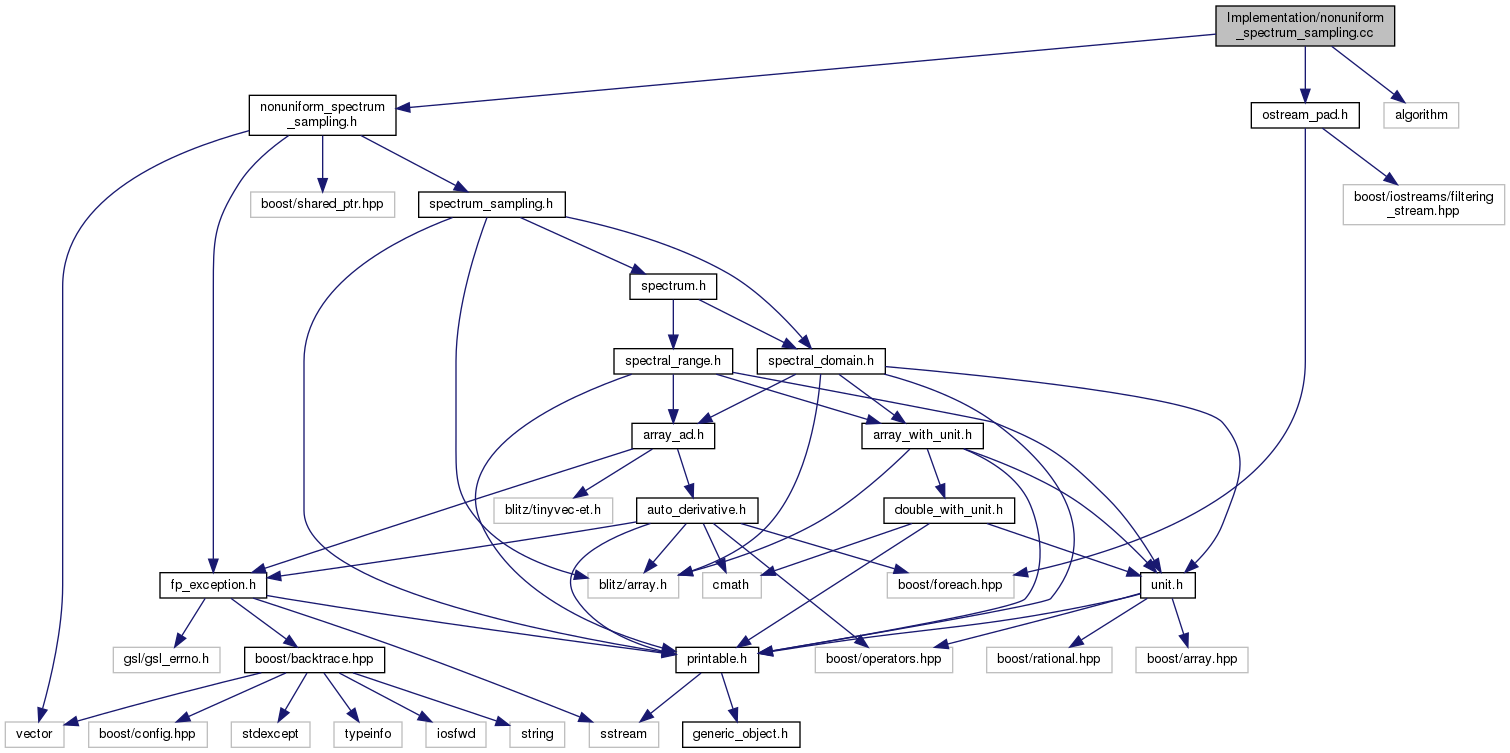 Implementation/nonuniform
_spectrum_sampling.cc
nonuniform_spectrum
_sampling.h
ostream_pad.h
algorithm
boost/shared_ptr.hpp
spectrum_sampling.h
boost/iostreams/filtering
_stream.hpp
spectrum.h
spectral_range.h
spectral_domain.h
array_ad.h
array_with_unit.h
blitz/tinyvec-et.h
auto_derivative.h
double_with_unit.h
fp_exception.h
blitz/array.h
cmath
boost/foreach.hpp
unit.h
gsl/gsl_errno.h
boost/backtrace.hpp
printable.h
boost/operators.hpp
boost/rational.hpp
boost/array.hpp
vector
boost/config.hpp
stdexcept
typeinfo
iosfwd
string
sstream
generic_object.h